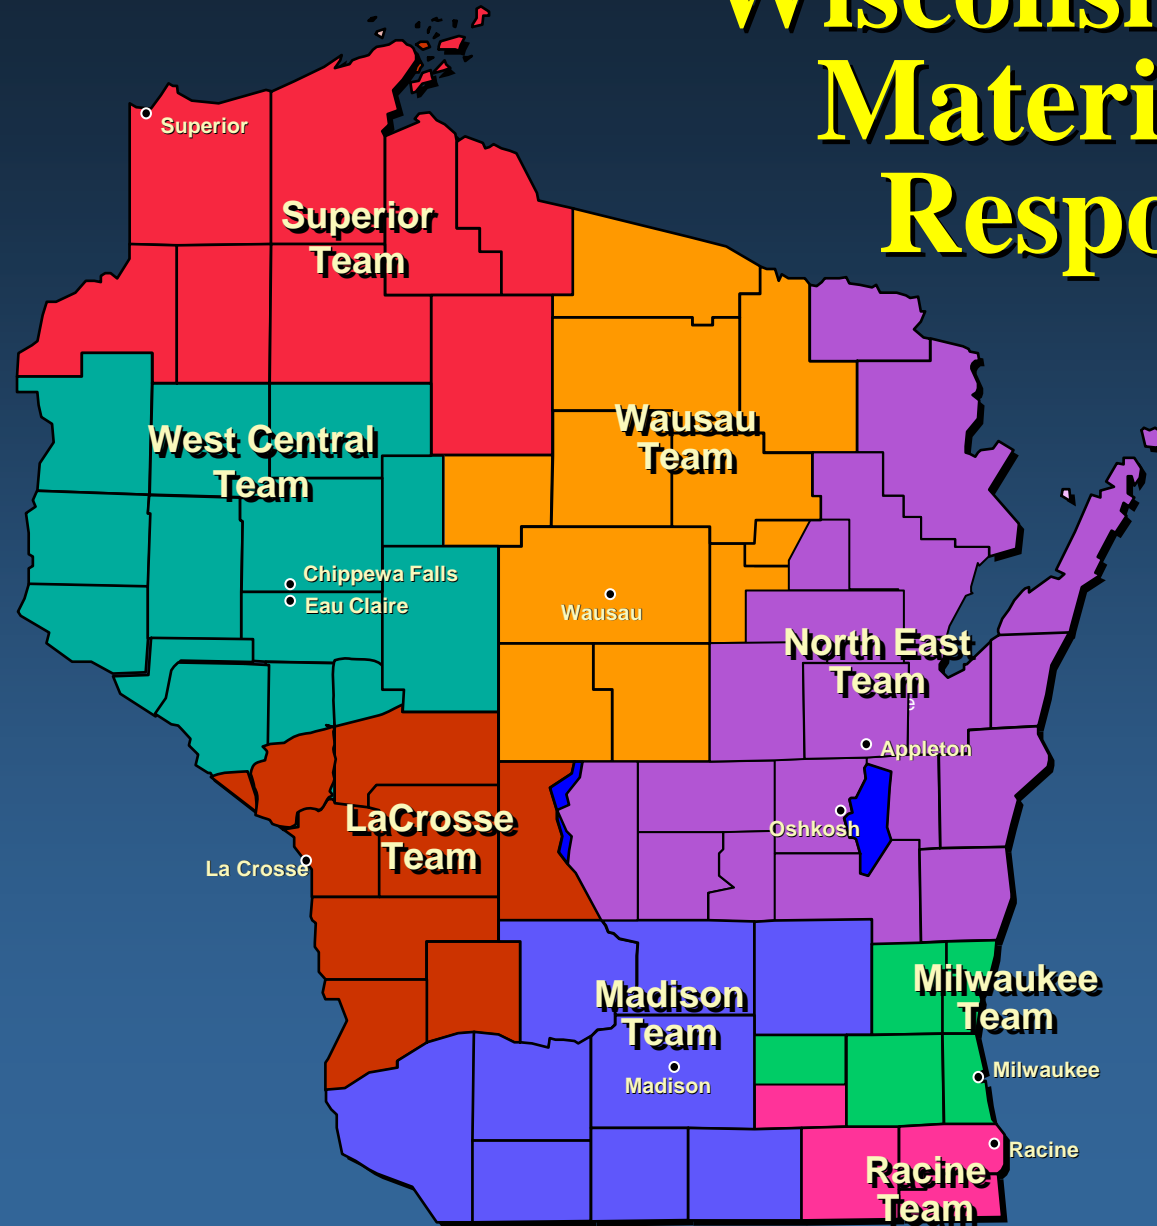 Wisconsi
Materi
Respo
Superior
Superior
Team
West Central
Team
Wausau
Team
Chippewa Falls
Eau Claire
Wausau
North East
Team
e
Appleton
LaCrosse
Team
Oshkosh
La Crosse
Madison
Team
Milwaukee
Team
Milwaukee
Madison
Racine
Racine
Team